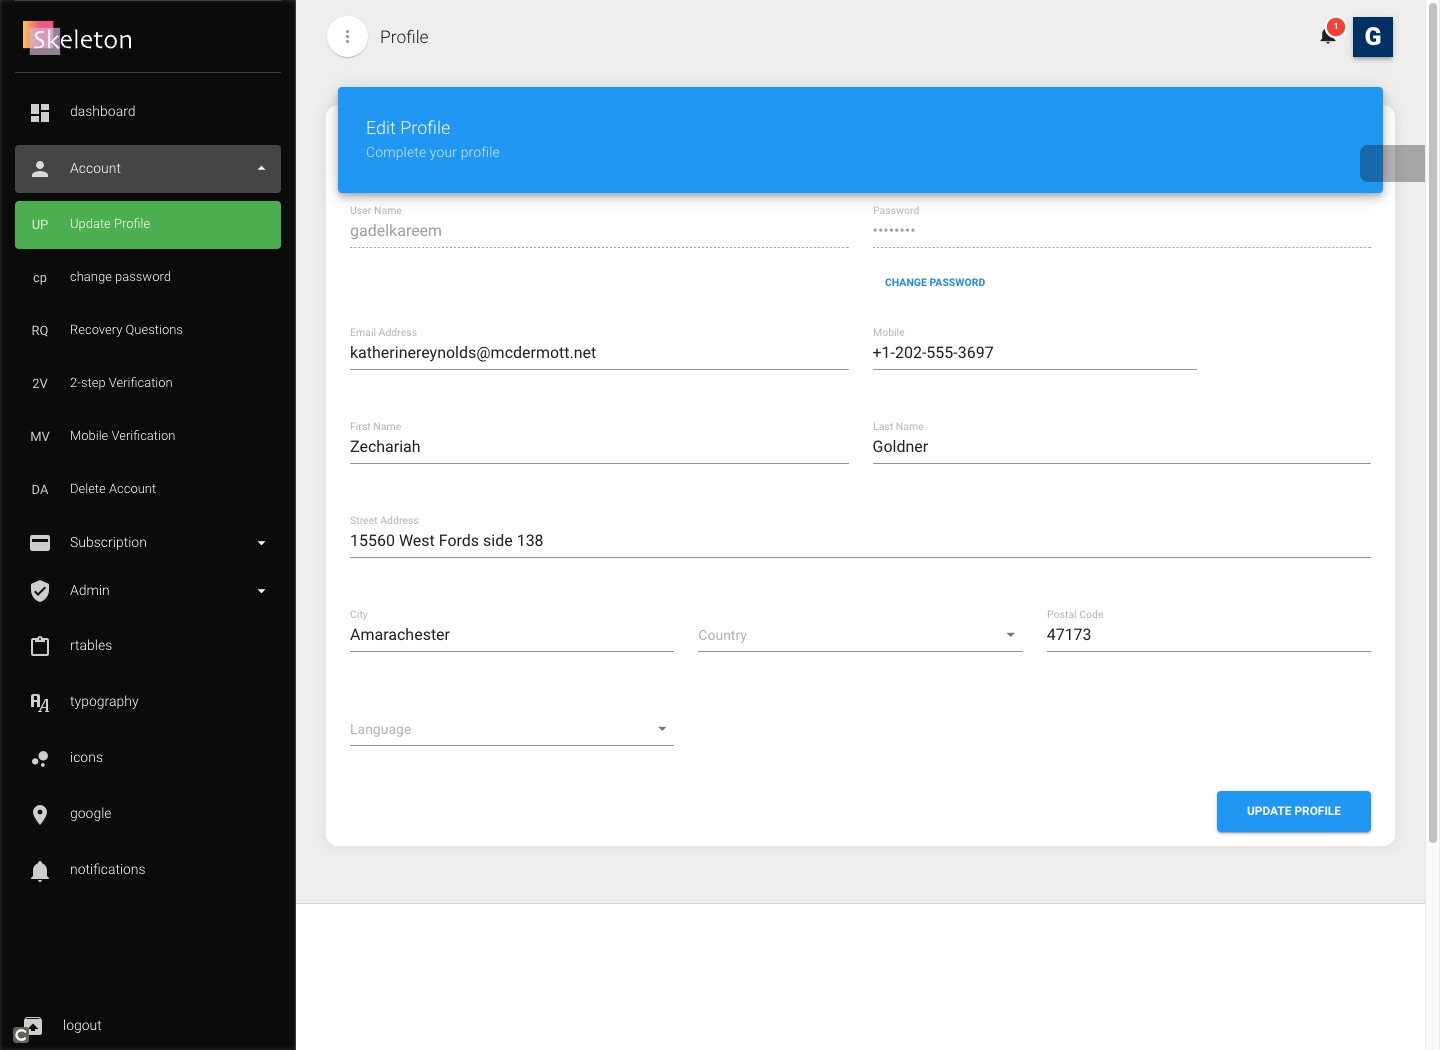 Skeleton
dashboard
Account
UP Update Profile
cp change password
RQ Recovery Questions
2V 2-step Verification
MV Mobile Verification
DA Delete Account
Subscription
Admin
rtables
typography
icons
google
notifications
C logout
Profile
1
G
Edit Profile
Complete your profile
User Name
gadelkareem
Password
••••••••
CHANGE PASSWORD
Email Address
katherinereynolds@mcdermott.net
Mobile
+1-202-555-3697
First Name
Zechariah
Last Name
Goldner
Street Address
15560 West Fords side 138
City
Amarachester
Country
Postal Code
47173
Language
UPDATE PROFILE